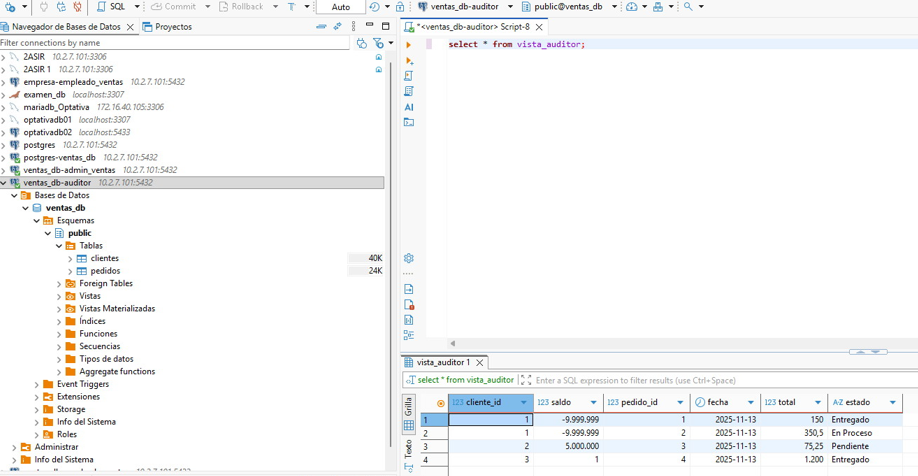 SQL
Commit
Rollback
T
Auto
ventas_db-auditor
public@ventas_db
Navegador de Bases de Datos
Proyectos
Filter connections by name
2ASIR 10.2.7.101:3306
2ASIR 1 10.2.7.101:3306
empresa-empleado_ventas 10.2.7.101:5432
examen_db localhost:3307
mariadb_Optativa 172.16.40.105:3306
optativadb01 localhost:3307
optativadb02 localhost:5433
postgres 10.2.7.101:5432
postgres-ventas_db 10.2.7.101:5432
ventas_db-admin_ventas 10.2.7.101:5432
ventas_db-auditor 10.2.7.101:5432
Bases de Datos
ventas_db
Esquemas
public
Tablas
clientes 40K
pedidos 24K
Foreign Tables
Vistas
Vistas Materializadas
Índices
Funciones
Secuencias
Tipos de datos
Aggregate functions
Event Triggers
Extensiones
Storage
Info del Sistema
Roles
Administrar
Info del Sistema
*<ventas_db-auditor> Script-8
select * from vista_auditor;
AI
vista_auditor 1
select * from vista_auditor
Enter a SQL expression to filter results (use Ctrl+Space)
Grilla
Texto
123 cliente_id 123 saldo 123 pedido_id fecha 123 total A-Z estado
1 1 -9.999.999 1 2025-11-13 150 Entregado
2 1 -9.999.999 2 2025-11-13 350,5 En Proceso
3 2 5.000.000 3 2025-11-13 75,25 Pendiente
4 3 1 4 2025-11-13 1.200 Entregado